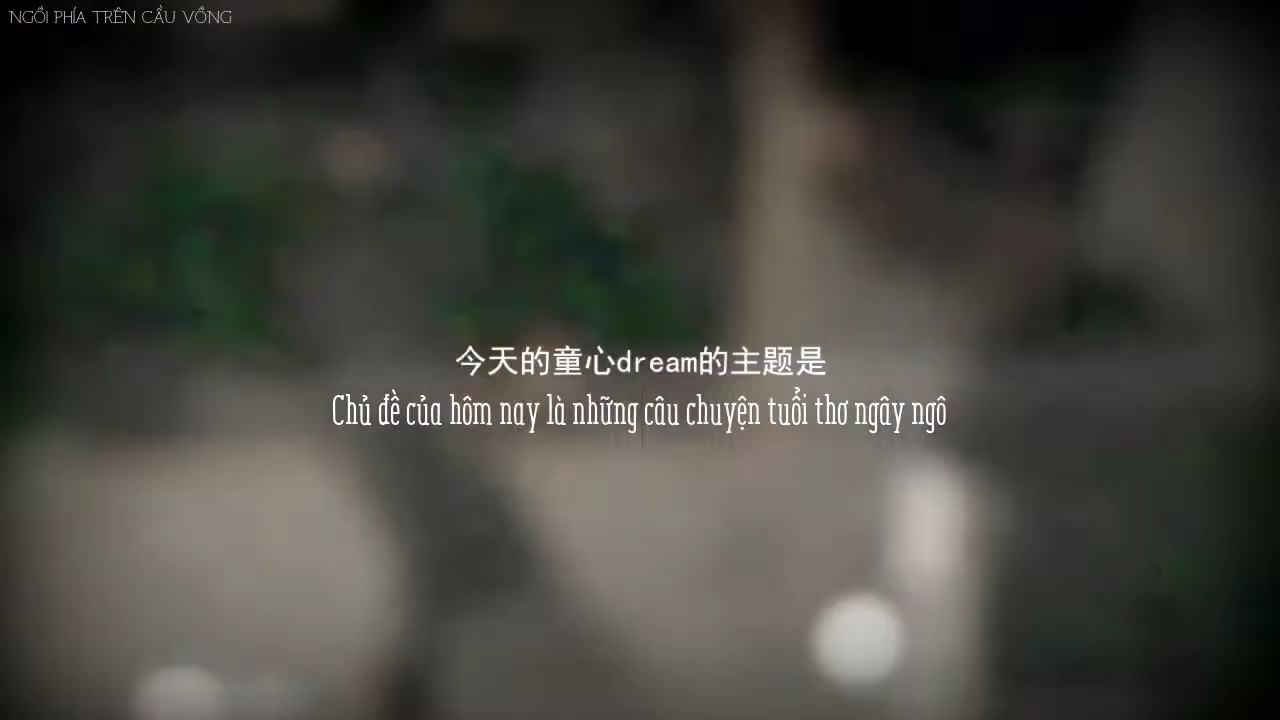 NGỒI PHÍA TRÊN CẦU VỒNG
今天的童心dream的主题是
Chủ đề của hôm nay là những câu chuyện tuổi thơ ngây ngô